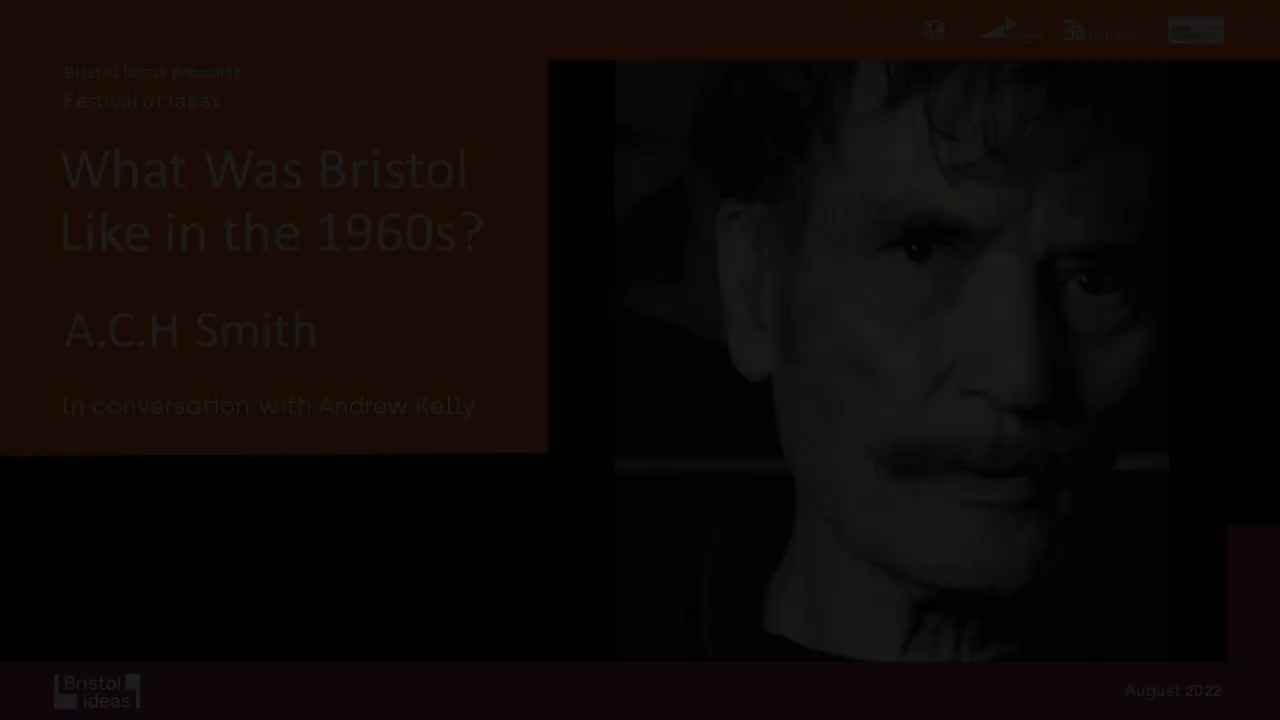 Bristol Ideas presents
Festival of Ideas
What Was Bristol
Like in the 1960s?
A.C.H Smith
In conversation with Andrew Kelly
Bristol
ideas
August 2022